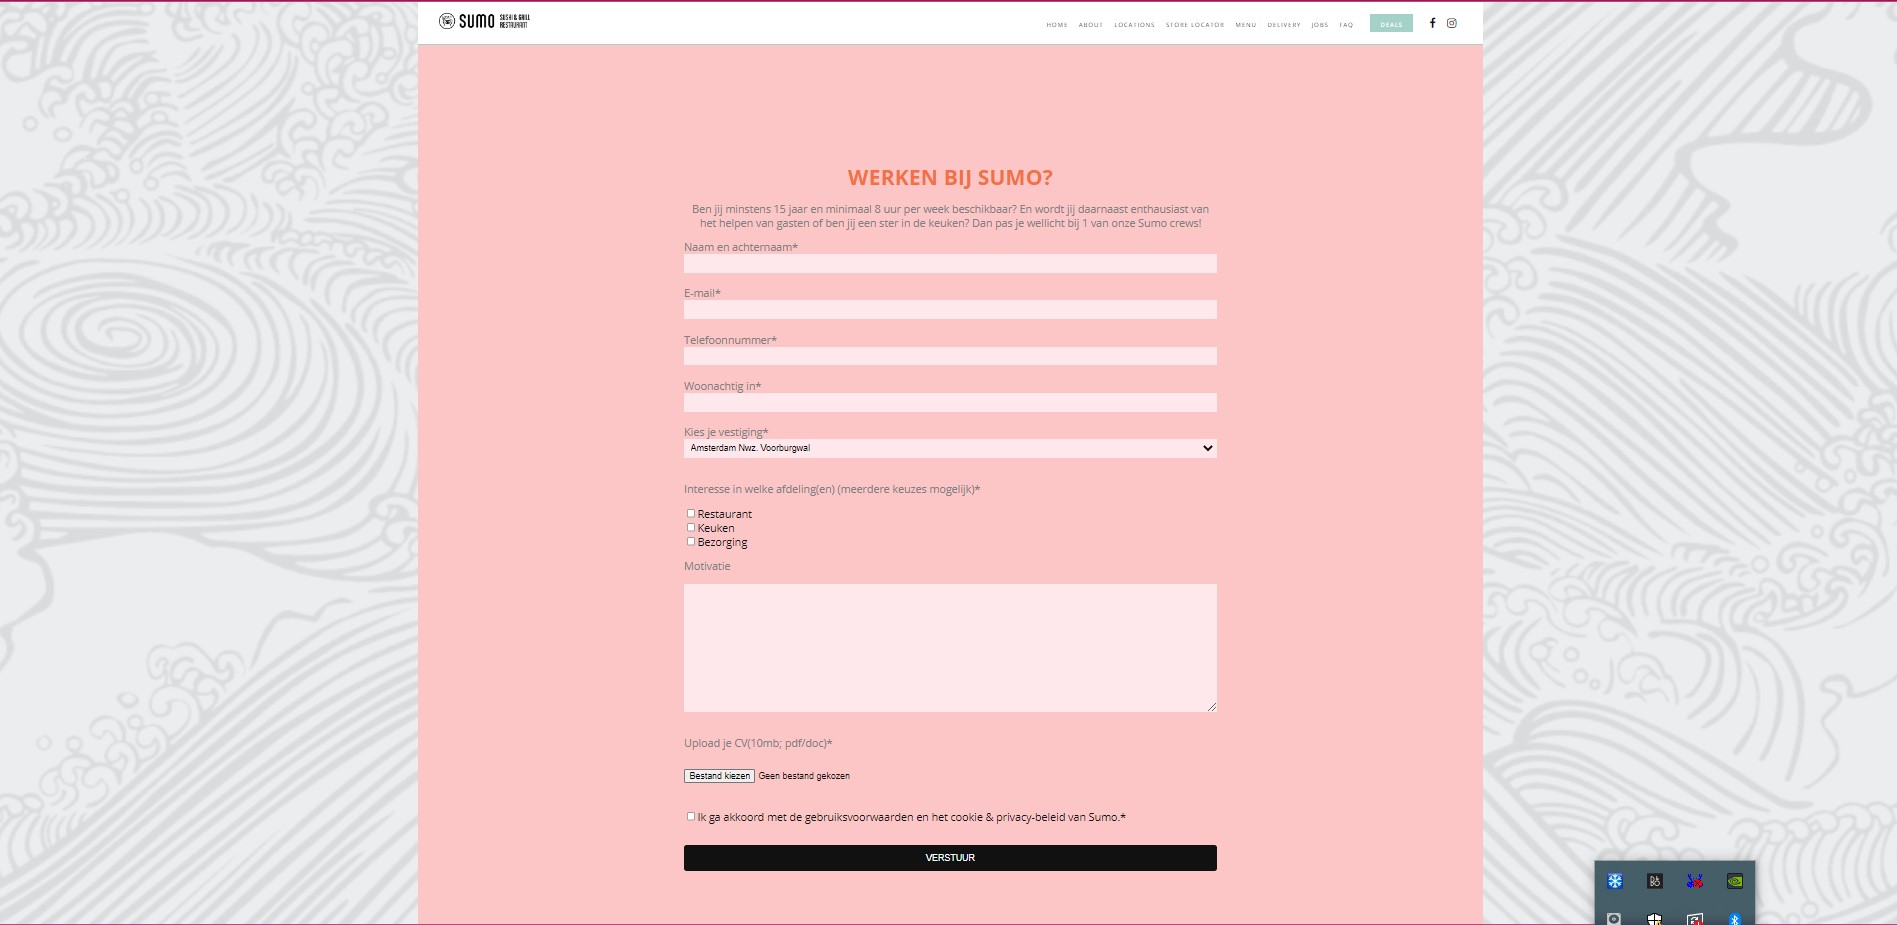 SUMO SUSHI & GRILL
RESTAURANT
HOME ABOUT LOCATIONS STORE LOCATOR MENU DELIVERY JOBS FAQ DEALS
WERKEN BIJ SUMO?
Ben jij minstens 15 jaar en minimaal 8 uur per week beschikbaar? En wordt jij daarnaast enthausiast van
het helpen van gasten of ben jij een ster in de keuken? Dan pas je wellicht bij 1 van onze Sumo crews!
Naam en achternaam*
E-mail*
Telefoonnummer*
Woonachtig in*
Kies je vestiging*
Amsterdam Nwz. Voorburgwal
Interesse in welke afdeling(en) (meerdere keuzes mogelijk)*
Restaurant
Keuken
Bezorging
Motivatie
Upload je CV(10mb; pdf/doc)*
Bestand kiezen Geen bestand gekozen
Ik ga akkoord met de gebruiksvoorwaarden en het cookie & privacy-beleid van Sumo.*
VERSTUUR